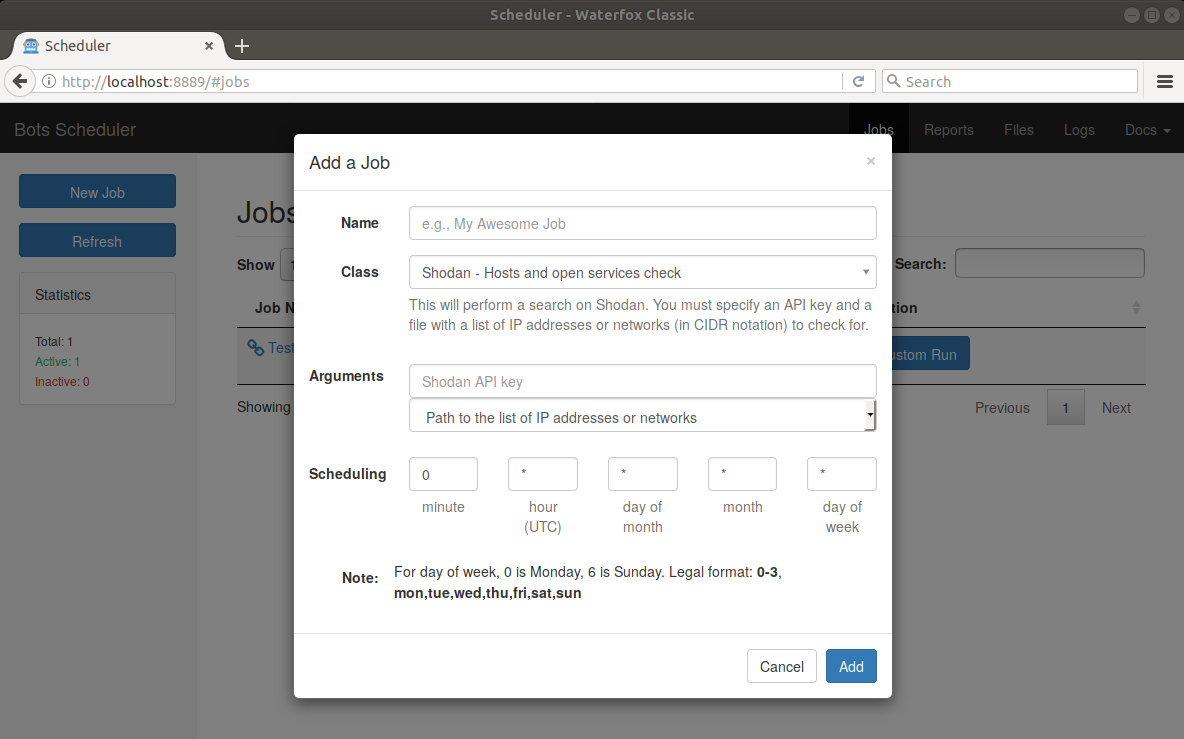 Scheduler - Waterfox Classic
Scheduler
http://localhost:8889/#jobs
Search
Bots Scheduler
Jobs
Reports
Files
Logs
Docs
New Job
Refresh
Statistics
Total: 1
Active: 1
Inactive: 0
Jobs
Show
Search:
Job N
tion
Test
ustom Run
Showing
Previous
1
Next
Add a Job
Name
e.g., My Awesome Job
Class
Shodan - Hosts and open services check
This will perform a search on Shodan. You must specify an API key and a
file with a list of IP addresses or networks (in CIDR notation) to check for.
Arguments
Shodan API key
Path to the list of IP addresses or networks
Scheduling
0
*
*
*
*
minute
hour
(UTC)
day of
month
month
day of
week
Note:
For day of week, 0 is Monday, 6 is Sunday. Legal format: 0-3,
mon,tue,wed,thu,fri,sat,sun
Cancel
Add